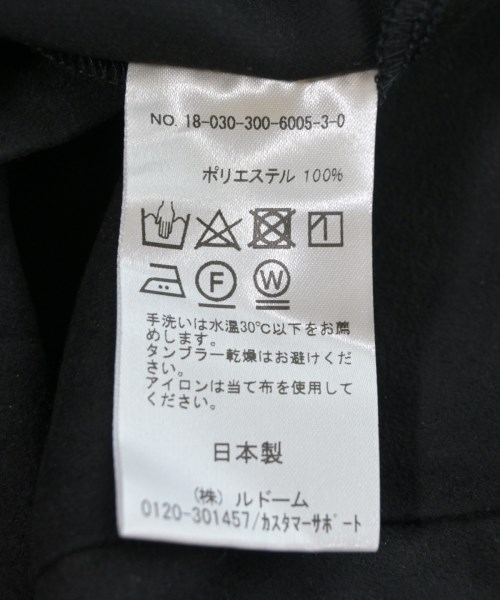 NO. 18-030-300-6005-3-0
ポリエステル 100%
F W
手洗いは水温30℃以下をお薦
めします。
タンブラー乾燥はお避けくだ
さい。
アイロンは当て布を使用して
ください。
日本製
(株) ルドーム
0120-301457/カスタマーサポート